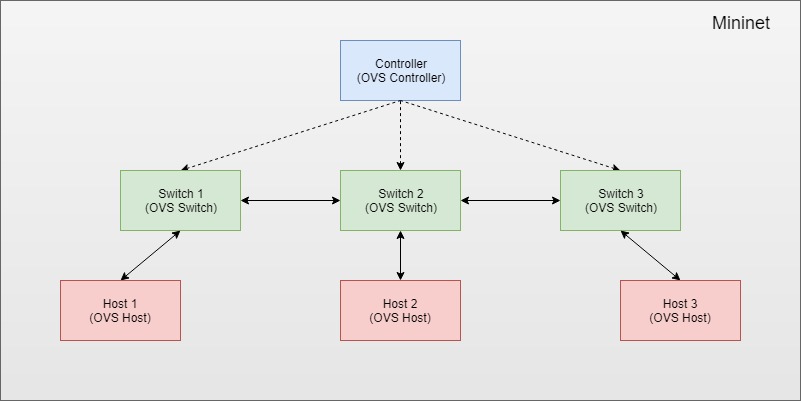 Mininet
Controller
(OVS Controller)
Switch 1
(OVS Switch)
Switch 2
(OVS Switch)
Switch 3
(OVS Switch)
Host 1
(OVS Host)
Host 2
(OVS Host)
Host 3
(OVS Host)